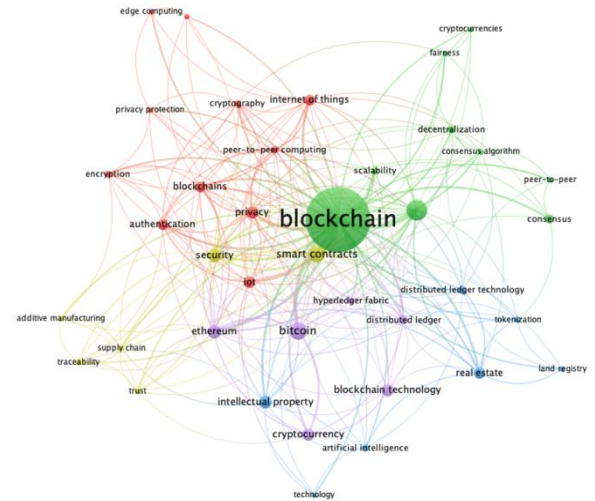 edge computing
cryptocurrencies
fairness
cryptography
internet of things
privacy protection
decentralization
peer-to-peer computing
consensus algorithm
scalability
encryption
peer-to-peer
blockchains
privacy
blockchain
consensus
authentication
security
smart contracts
iot
distributed ledger technology
hyperledger fabric
additive manufacturing
distributed ledger
tokenization
ethereum
bitcoin
supply chain
traceability
land registry
real estate
trust
blockchain technology
intellectual property
cryptocurrency
artificial intelligence
technology